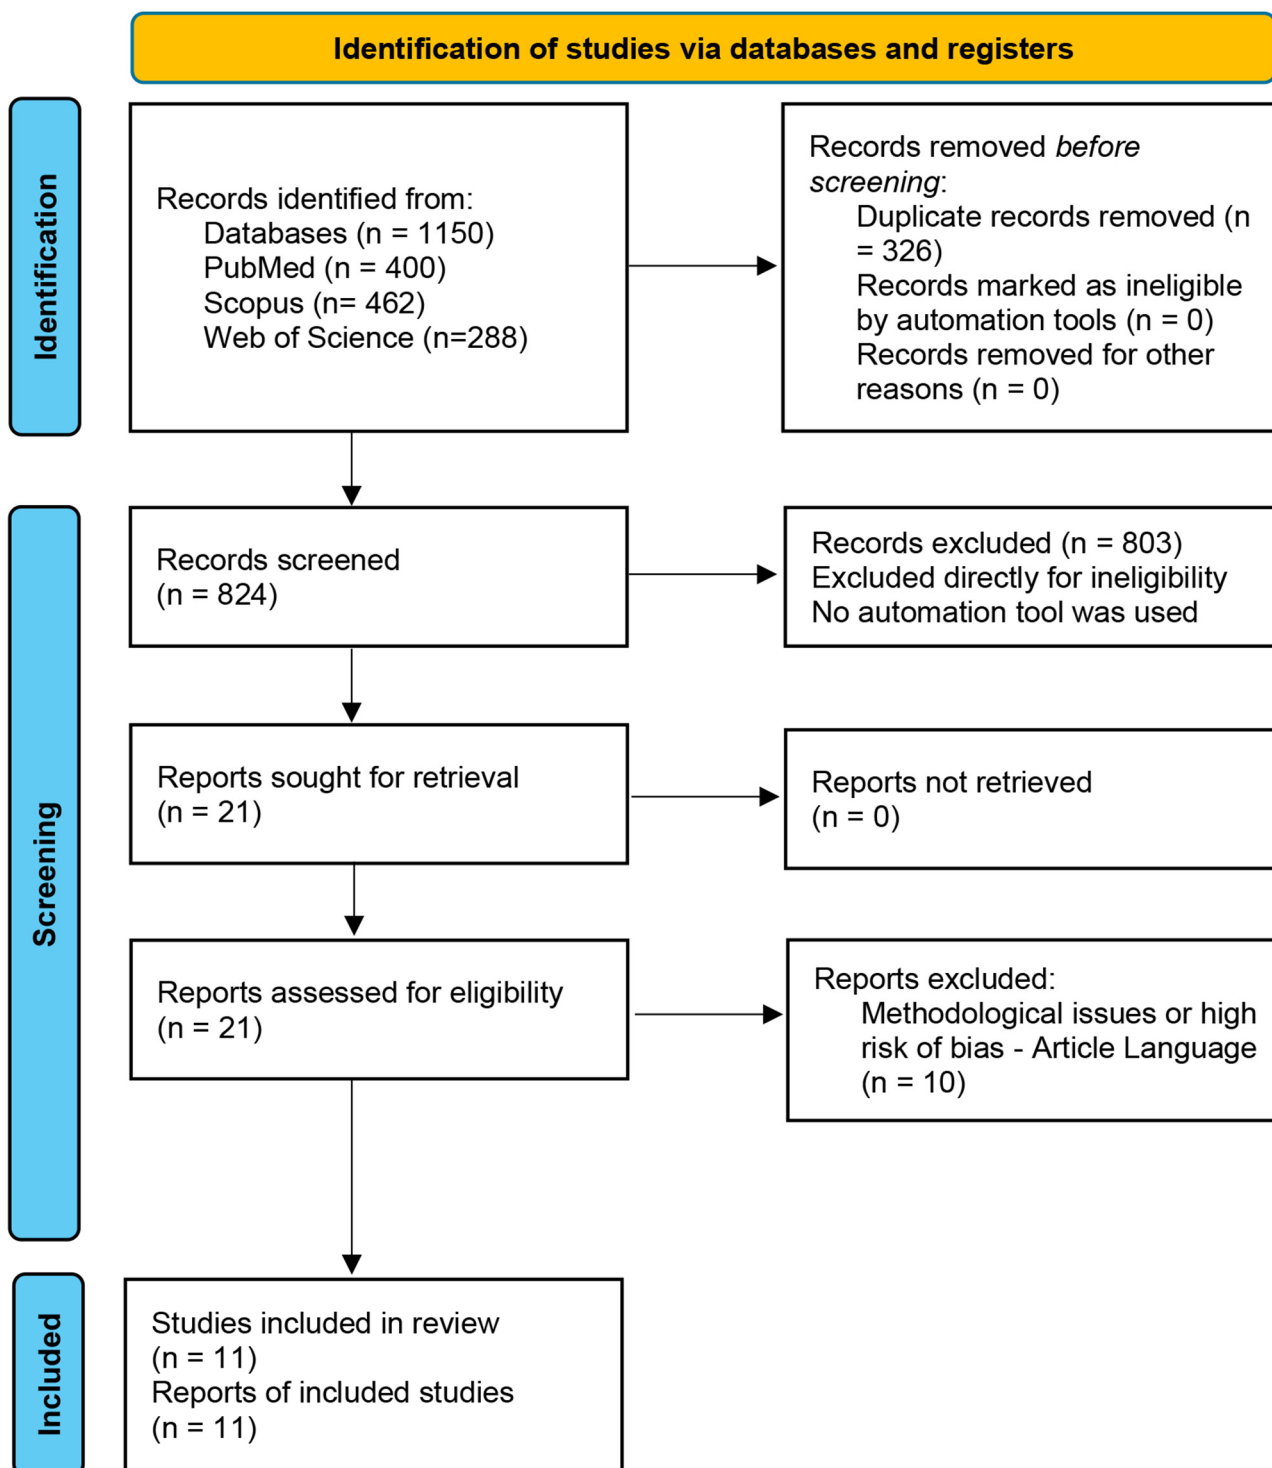 Identification of studies via databases and registers
Identification
Records identified from:
Databases (n = 1150)
PubMed (n = 400)
Scopus (n= 462)
Web of Science (n=288)
Records removed before
screening:
Duplicate records removed (n
= 326)
Records marked as ineligible
by automation tools (n = 0)
Records removed for other
reasons (n = 0)
Screening
Records screened
(n = 824)
Records excluded (n = 803)
Excluded directly for ineligibility
No automation tool was used
Reports sought for retrieval
(n = 21)
Reports not retrieved
(n = 0)
Reports assessed for eligibility
(n = 21)
Reports excluded:
Methodological issues or high
risk of bias - Article Language
(n = 10)
Included
Studies included in review
(n = 11)
Reports of included studies
(n = 11)